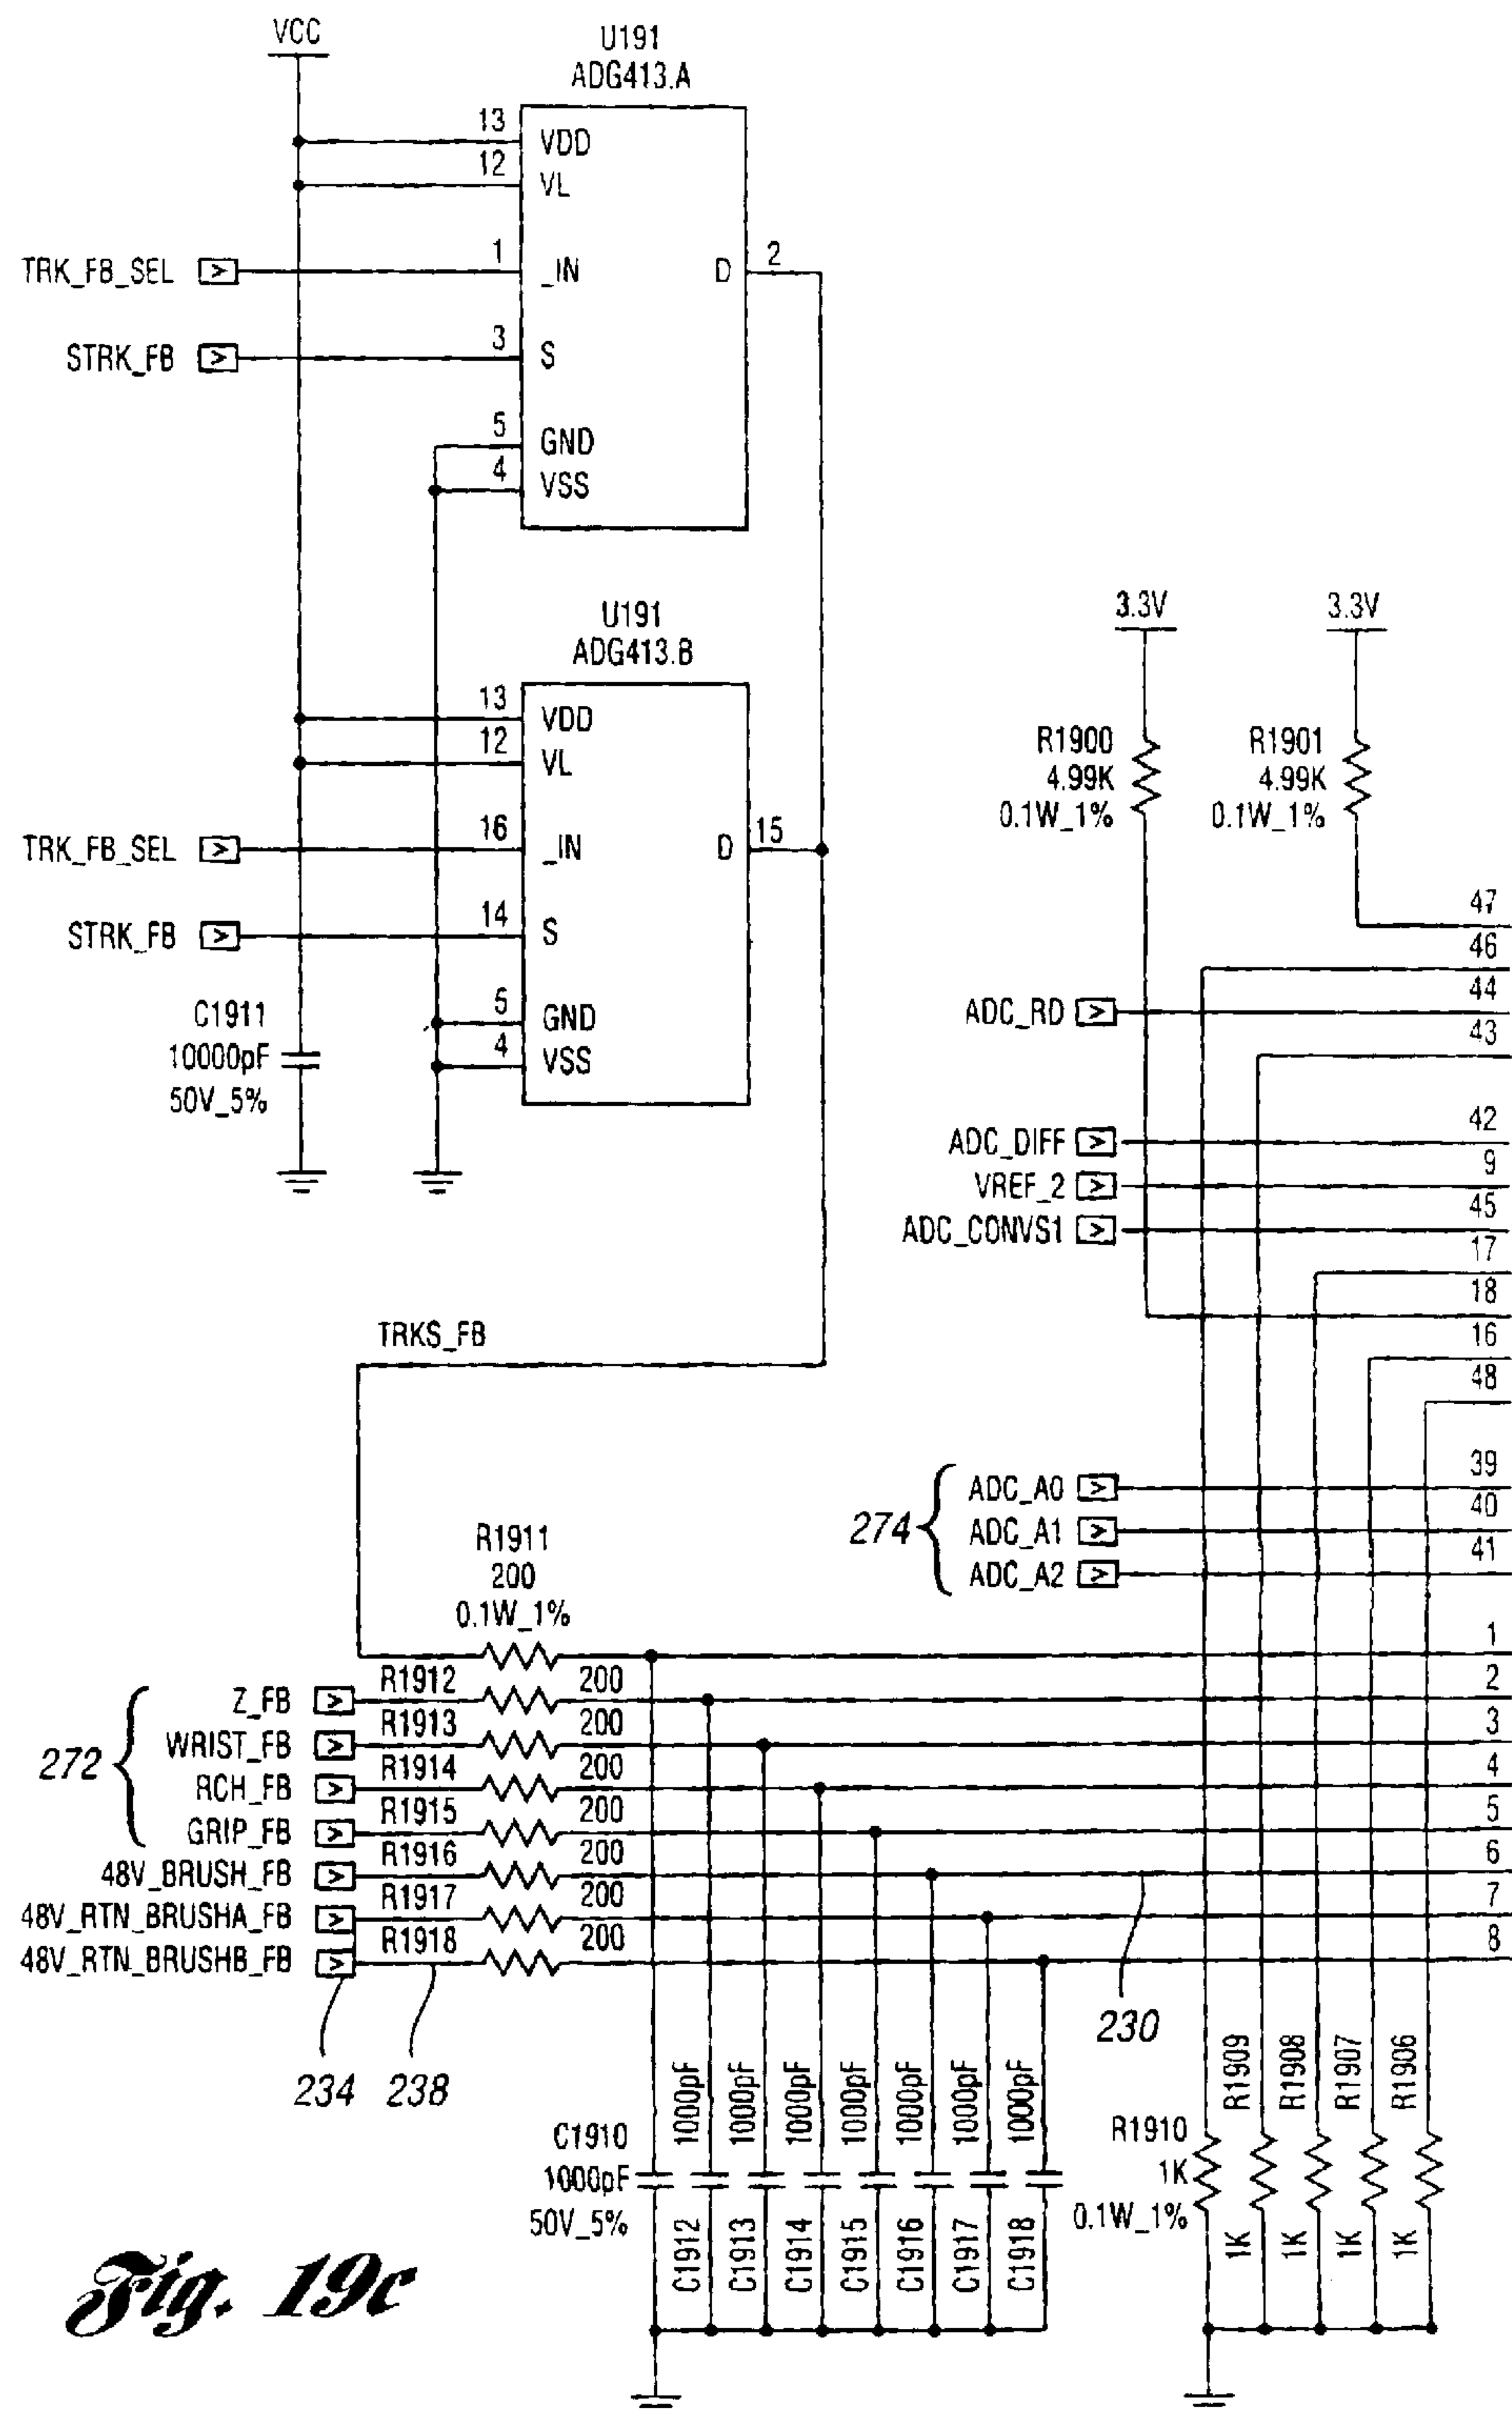 VCC
U191
ADG413.A
13
VDD
12
VL
TRK_FB_SEL
1
_IN
D
2
STRK_FB
3
S
5
GND
4
VSS
U191
ADG413.B
13
VDD
12
VL
TRK_FB_SEL
16
_IN
D
15
STRK_FB
14
S
5
GND
4
VSS
C1911
10000pF
50V_5%
3.3V
3.3V
R1900
4.99K
0.1W_1%
R1901
4.99K
0.1W_1%
47
46
ADC_RD
44
43
ADC_DIFF
42
VREF_2
9
ADC_CONVS1
45
17
18
16
48
TRKS_FB
274
ADC_A0
39
ADC_A1
40
ADC_A2
41
R1911
200
0.1W_1%
1
272
Z_FB
R1912
200
2
WRIST_FB
R1913
200
3
RCH_FB
R1914
200
4
GRIP_FB
R1915
200
5
48V_BRUSH_FB
R1916
200
6
48V_RTN_BRUSHA_FB
R1917
200
7
48V_RTN_BRUSHB_FB
R1918
200
8
234
238
230
C1910
1000pF
50V_5%
1000pF
1000pF
1000pF
1000pF
1000pF
1000pF
1000pF
C1912
C1913
C1914
C1915
C1916
C1917
C1918
R1910
1K
0.1W_1%
R1909
R1908
R1907
R1906
1K
1K
1K
1K
Fig. 19c